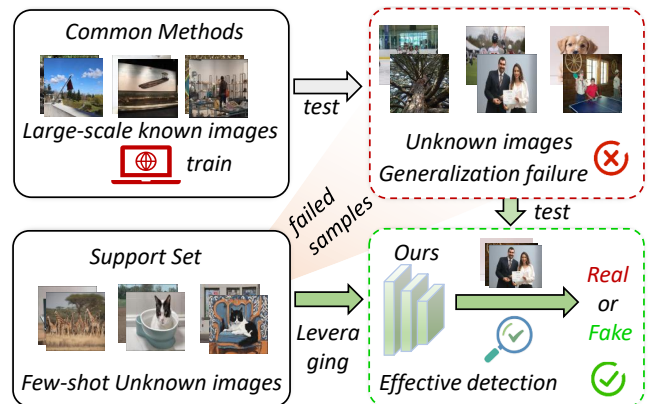 Common Methods
Large-scale known images
train
test
Unknown images
Generalization failure
failed
samples
test
Support Set
Few-shot Unknown images
Levera
ging
Ours
Real
or
Fake
Effective detection